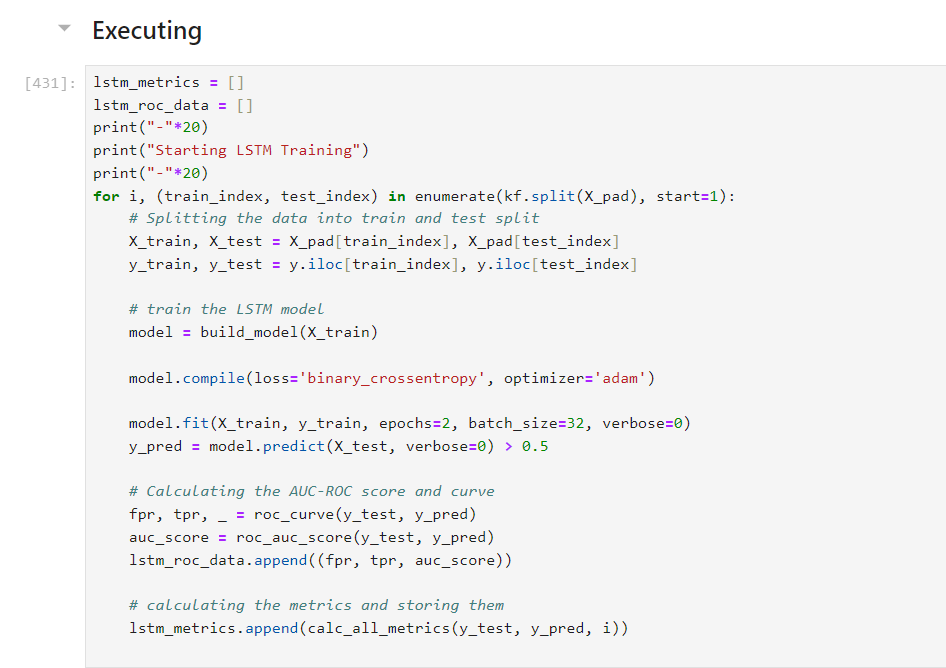 Executing
[431]:
lstm_metrics = []
lstm_roc_data = []
print("-"*20)
print("Starting LSTM Training")
print("-"*20)
for i, (train_index, test_index) in enumerate(kf.split(X_pad), start=1):
    # Splitting the data into train and test split
    X_train, X_test = X_pad[train_index], X_pad[test_index]
    y_train, y_test = y.iloc[train_index], y.iloc[test_index]
    # train the LSTM model
    model = build_model(X_train)
    model.compile(loss='binary_crossentropy', optimizer='adam')
    model.fit(X_train, y_train, epochs=2, batch_size=32, verbose=0)
    y_pred = model.predict(X_test, verbose=0) > 0.5
    # Calculating the AUC-ROC score and curve
    fpr, tpr, _ = roc_curve(y_test, y_pred)
    auc_score = roc_auc_score(y_test, y_pred)
    lstm_roc_data.append((fpr, tpr, auc_score))
    # calculating the metrics and storing them
    lstm_metrics.append(calc_all_metrics(y_test, y_pred, i))